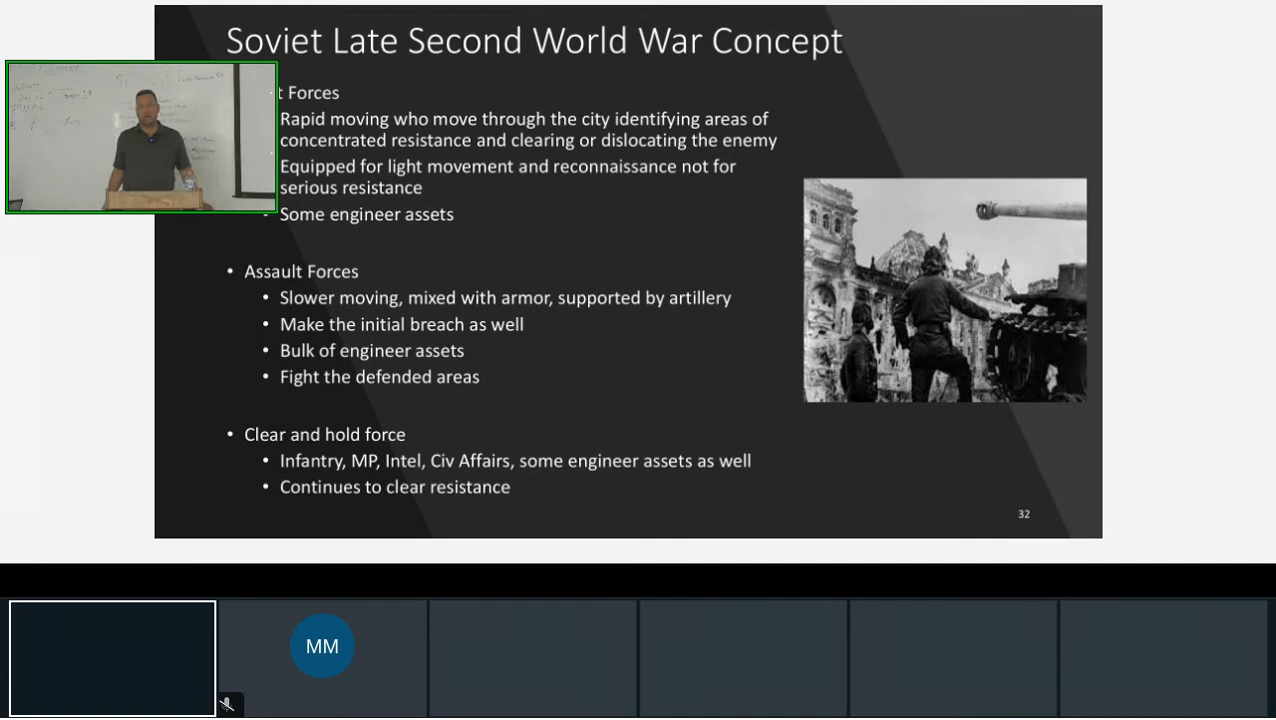 Soviet Late Second World War Concept
t Forces
Rapid moving who move through the city identifying areas of
concentrated resistance and clearing or dislocating the enemy
Equipped for light movement and reconnaissance not for
serious resistance
• Some engineer assets
• Assault Forces
• Slower moving, mixed with armor, supported by artillery
• Make the initial breach as well
• Bulk of engineer assets
• Fight the defended areas
• Clear and hold force
• Infantry, MP, Intel, Civ Affairs, some engineer assets as well
• Continues to clear resistance
32
MM